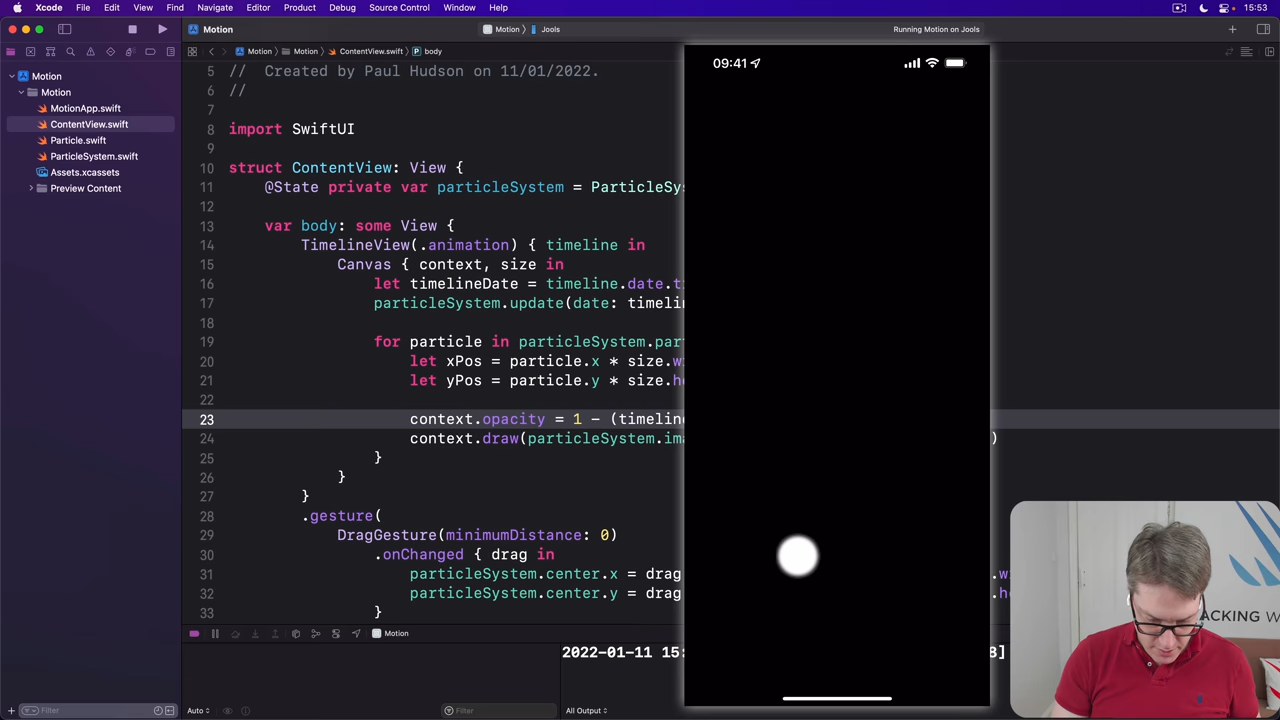 Xcode File Edit View Find Navigate Editor Product Debug Source Control Window Help 15:53
Motion Motion Jools Running Motion on Jools
Motion Motion ContentView.swift body
Motion
Motion
MotionApp.swift
ContentView.swift
Particle.swift
ParticleSystem.swift
Assets.xcassets
Preview Content
5 // Created by Paul Hudson on 11/01/2022.
6 //
7
8 import SwiftUI
9
10 struct ContentView: View {
11 @State private var particleSystem = ParticleSys
12
13 var body: some View {
14 TimelineView(.animation) { timeline in
15 Canvas { context, size in
16 let timelineDate = timeline.date.ti
17 particleSystem.update(date: timelin
18
19 for particle in particleSystem.par
20 let xPos = particle.x * size.w
21 let yPos = particle.y * size.he
22
23 context.opacity = 1 - (timelin
24 context.draw(particleSystem.ima )
25 }
26 }
27 }
28 .gesture(
29 DragGesture(minimumDistance: 0)
30 .onChanged { drag in
31 particleSystem.center.x = drag .wi
32 particleSystem.center.y = drag .he
33 }
09:41
Motion
2022-01-11 15: 8]
Auto Filter All Output
Filter
ACKING W